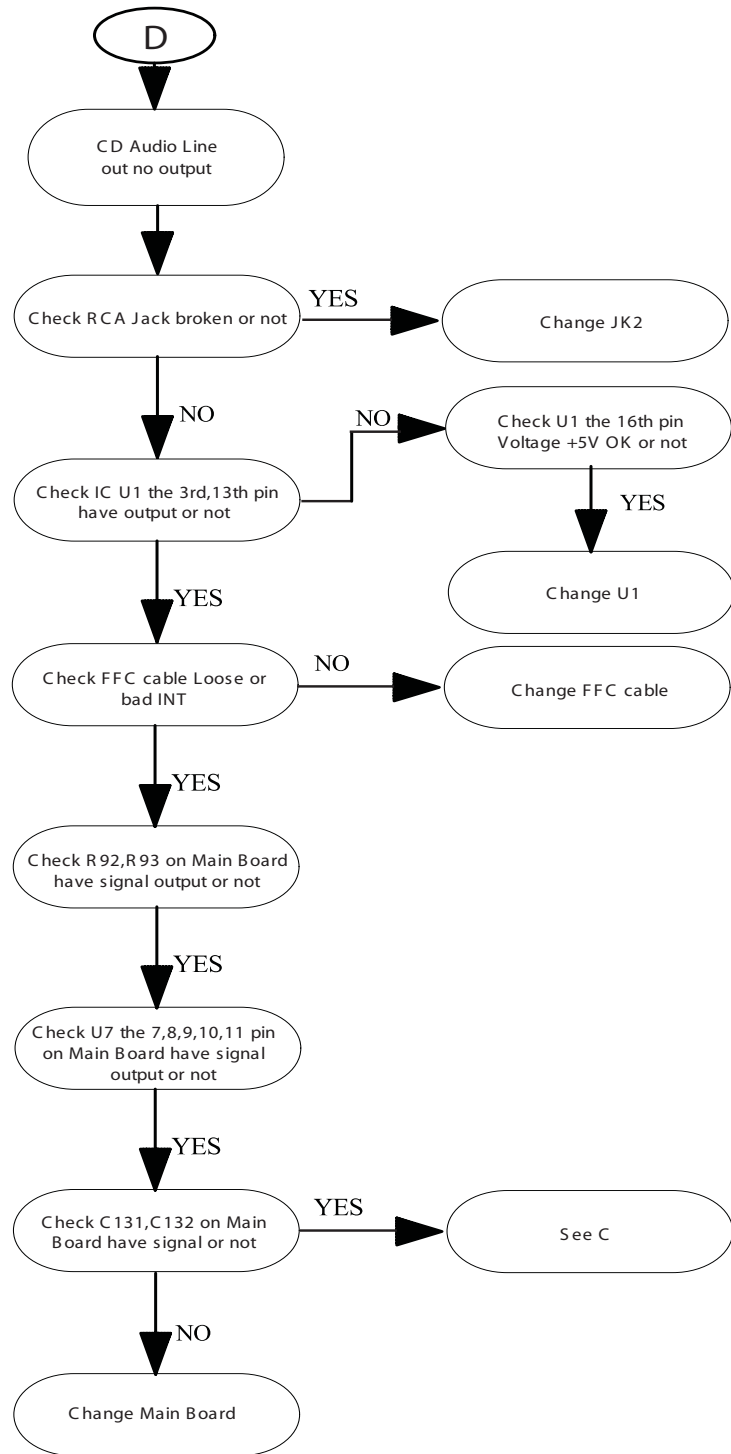 D
CD Audio Line
out no output
Check RCA Jack broken or not
YES
Change JK2
NO
NO
Check U1 the 16th pin
Voltage +5V OK or not
Check IC U1 the 3rd,13th pin
have output or not
YES
Change U1
YES
Check FFC cable Loose or
bad INT
NO
Change FFC cable
YES
Check R92,R93 on Main Board
have signal output or not
YES
Check U7 the 7,8,9,10,11 pin
on Main Board have signal
output or not
YES
Check C131,C132 on Main
Board have signal or not
YES
See C
NO
Change Main Board